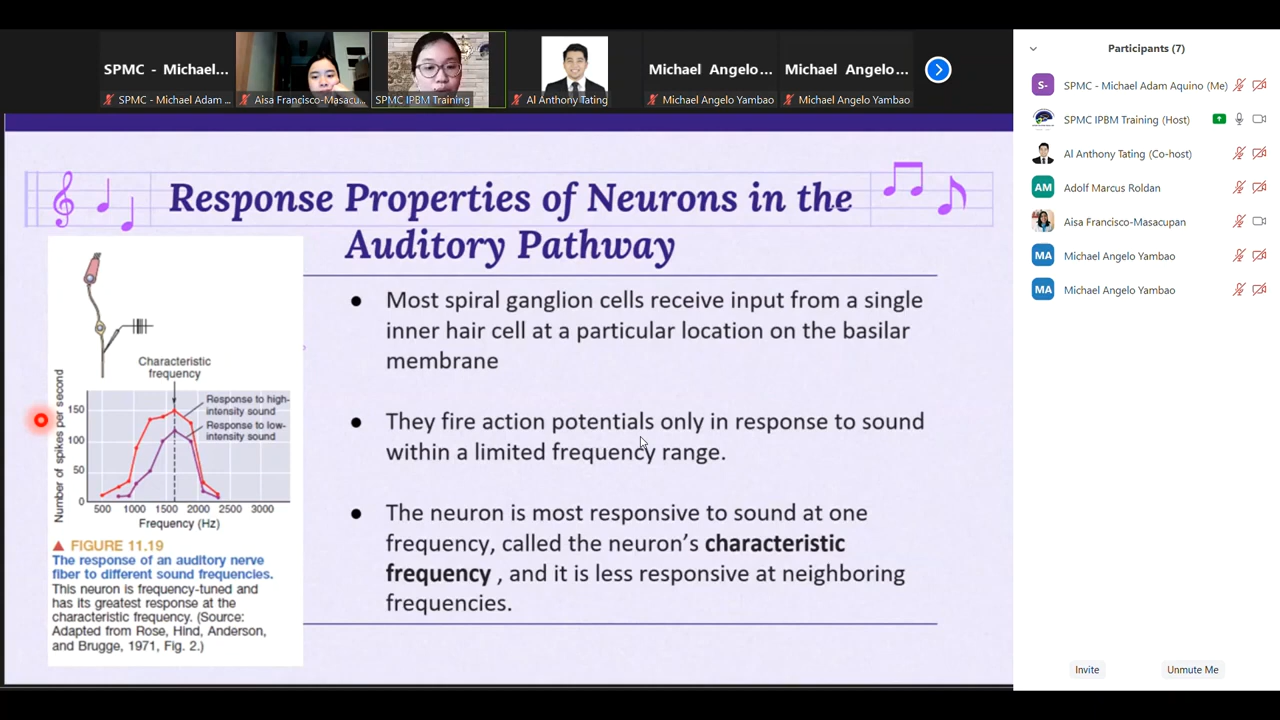 SPMC - Michael...
Michael Angelo...
Michael Angelo...
SPMC - Michael Adam ...
Aisa Francisco-Masacu...
SPMC IPBM Training
Al Anthony Tating
Michael Angelo Yambao
Michael Angelo Yambao
Response Properties of Neurons in the
Auditory Pathway
Characteristic
frequency
Number of spikes per second
150
100
50
0
Response to high-
intensity sound
Response to low-
intensity sound
500 1000 1500 2000 2500 3000
Frequency (Hz)
▲ FIGURE 11.19
The response of an auditory nerve
fiber to different sound frequencies.
This neuron is frequency-tuned and
has its greatest response at the
characteristic frequency. (Source:
Adapted from Rose, Hind, Anderson,
and Brugge, 1971, Fig. 2.)
● Most spiral ganglion cells receive input from a single
inner hair cell at a particular location on the basilar
membrane
● They fire action potentials only in response to sound
within a limited frequency range.
● The neuron is most responsive to sound at one
frequency, called the neuron's characteristic
frequency , and it is less responsive at neighboring
frequencies.
Participants (7)
S- SPMC - Michael Adam Aquino (Me)
SPMC IPBM Training (Host)
Al Anthony Tating (Co-host)
AM Adolf Marcus Roldan
Aisa Francisco-Masacupan
MA Michael Angelo Yambao
MA Michael Angelo Yambao
Invite
Unmute Me